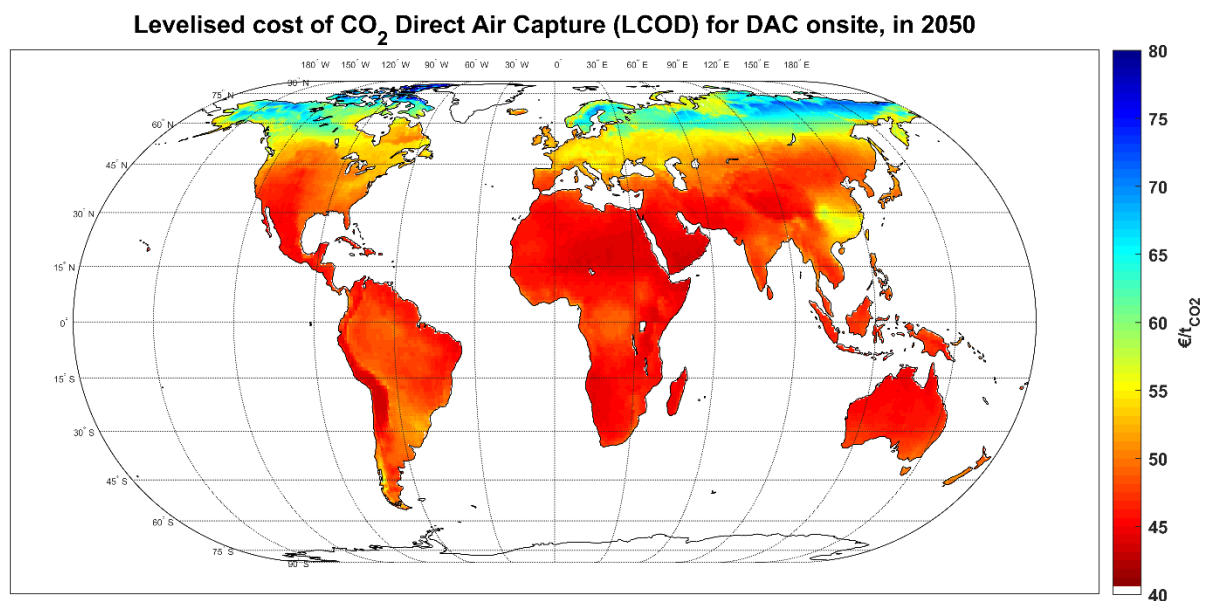 Levelised cost of CO2 Direct Air Capture (LCOD) for DAC onsite, in 2050
180° W 150° W 120° W 90° W 60° W 30° W 0° 30° E 60° E 90° E 120° E 150° E 180° E
90° N
75° N
60° N
45° N
30° N
15° N
0°
15° S
30° S
45° S
60° S
75° S
90° S
80
75
70
65
60
55
50
45
40
€/tCO2